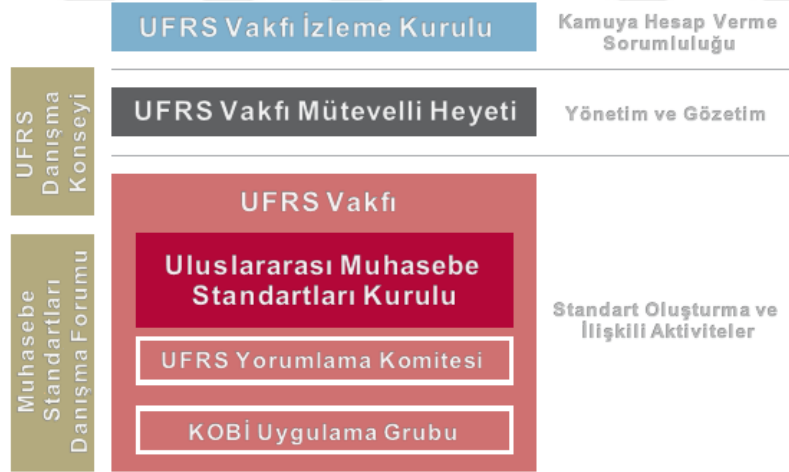 UFRS Vakfı İzleme Kurulu
Kamuya Hesap Verme
Sorumluluğu
UFRS
Danışma
Konseyi
UFRS Vakfı Mütevelli Heyeti
Yönetim ve Gözetim
UFRS Vakfı
Uluslararası Muhasebe
Standartları Kurulu
UFRS Yorumlama Komitesi
KOBİ Uygulama Grubu
Muhasebe
Standartları
Danışma Forumu
Standart Oluşturma ve
İlişkili Aktiviteler